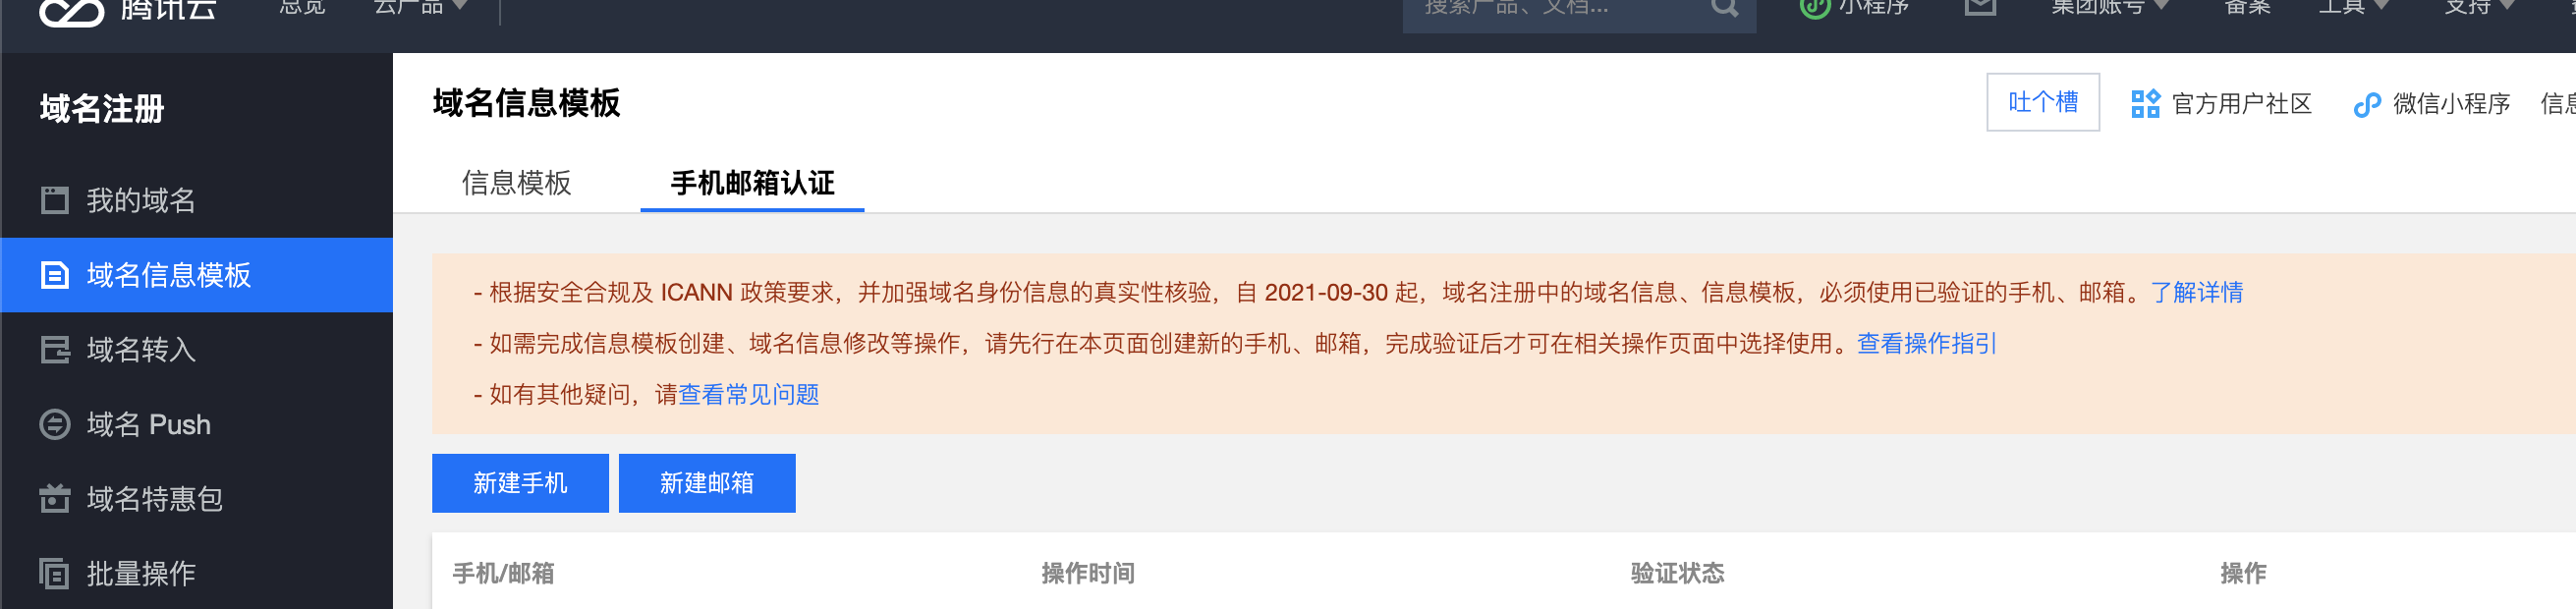 腾讯云 总览 云产品 搜索产品、文档... 小程序 集团账号 备案 工具 支持
域名注册
我的域名
域名信息模板
域名转入
域名 Push
域名特惠包
批量操作
域名信息模板 吐个槽 官方用户社区 微信小程序 信息
信息模板 手机邮箱认证
- 根据安全合规及 ICANN 政策要求，并加强域名身份信息的真实性核验，自 2021-09-30 起，域名注册中的域名信息、信息模板，必须使用已验证的手机、邮箱。了解详情
- 如需完成信息模板创建、域名信息修改等操作，请先行在本页面创建新的手机、邮箱，完成验证后才可在相关操作页面中选择使用。查看操作指引
- 如有其他疑问，请查看常见问题
新建手机 新建邮箱
手机/邮箱 操作时间 验证状态 操作